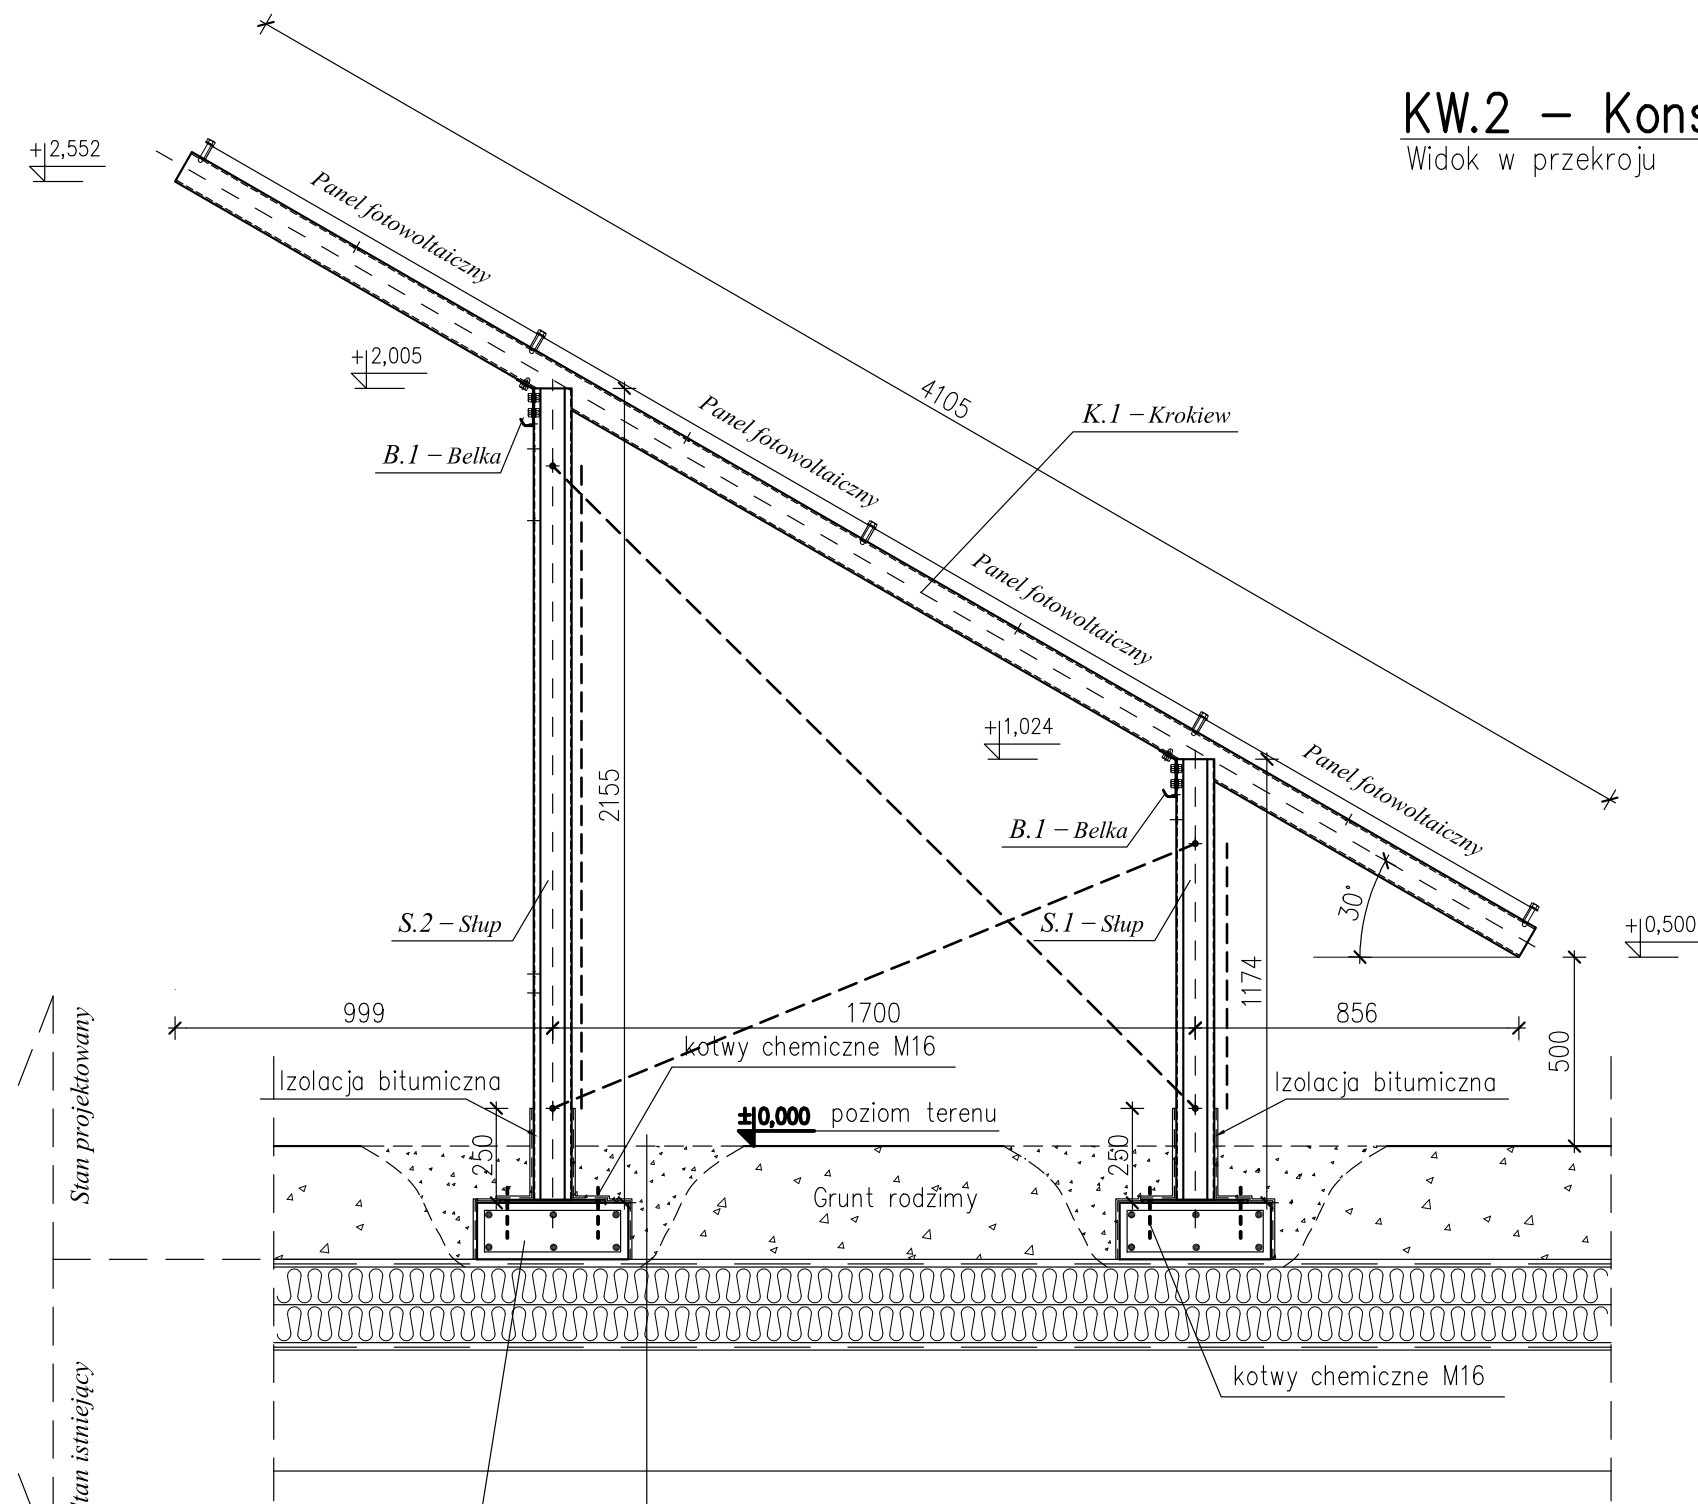 KW.2 – Kons
Widok w przekroju
+2,552
Panel fotowoltaiczny
+2,005
4105
K.1 – Krokiew
Panel fotowoltaiczny
B.1 – Belka
Panel fotowoltaiczny
+1,024
Panel fotowoltaiczny
2155
B.1 – Belka
30°
S.2 – Słup
S.1 – Słup
+0,500
1174
999
1700
856
500
Stan projektowany
kotwy chemiczne M16
Izolacja bitumiczna
Izolacja bitumiczna
±0,000 poziom terenu
250
250
Grunt rodzimy
kotwy chemiczne M16
tan istniejący